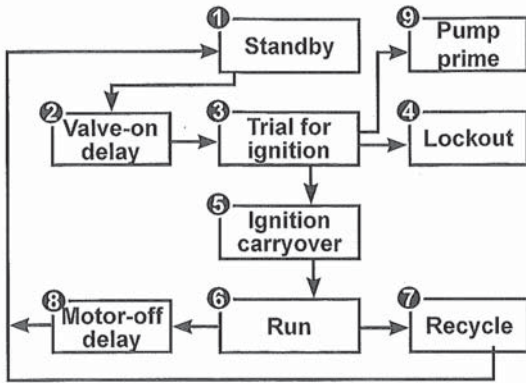 1
Standby
9
Pump
prime
2
Valve-on
delay
3
Trial for
ignition
4
Lockout
5
Ignition
carryover
8
Motor-off
delay
6
Run
7
Recycle